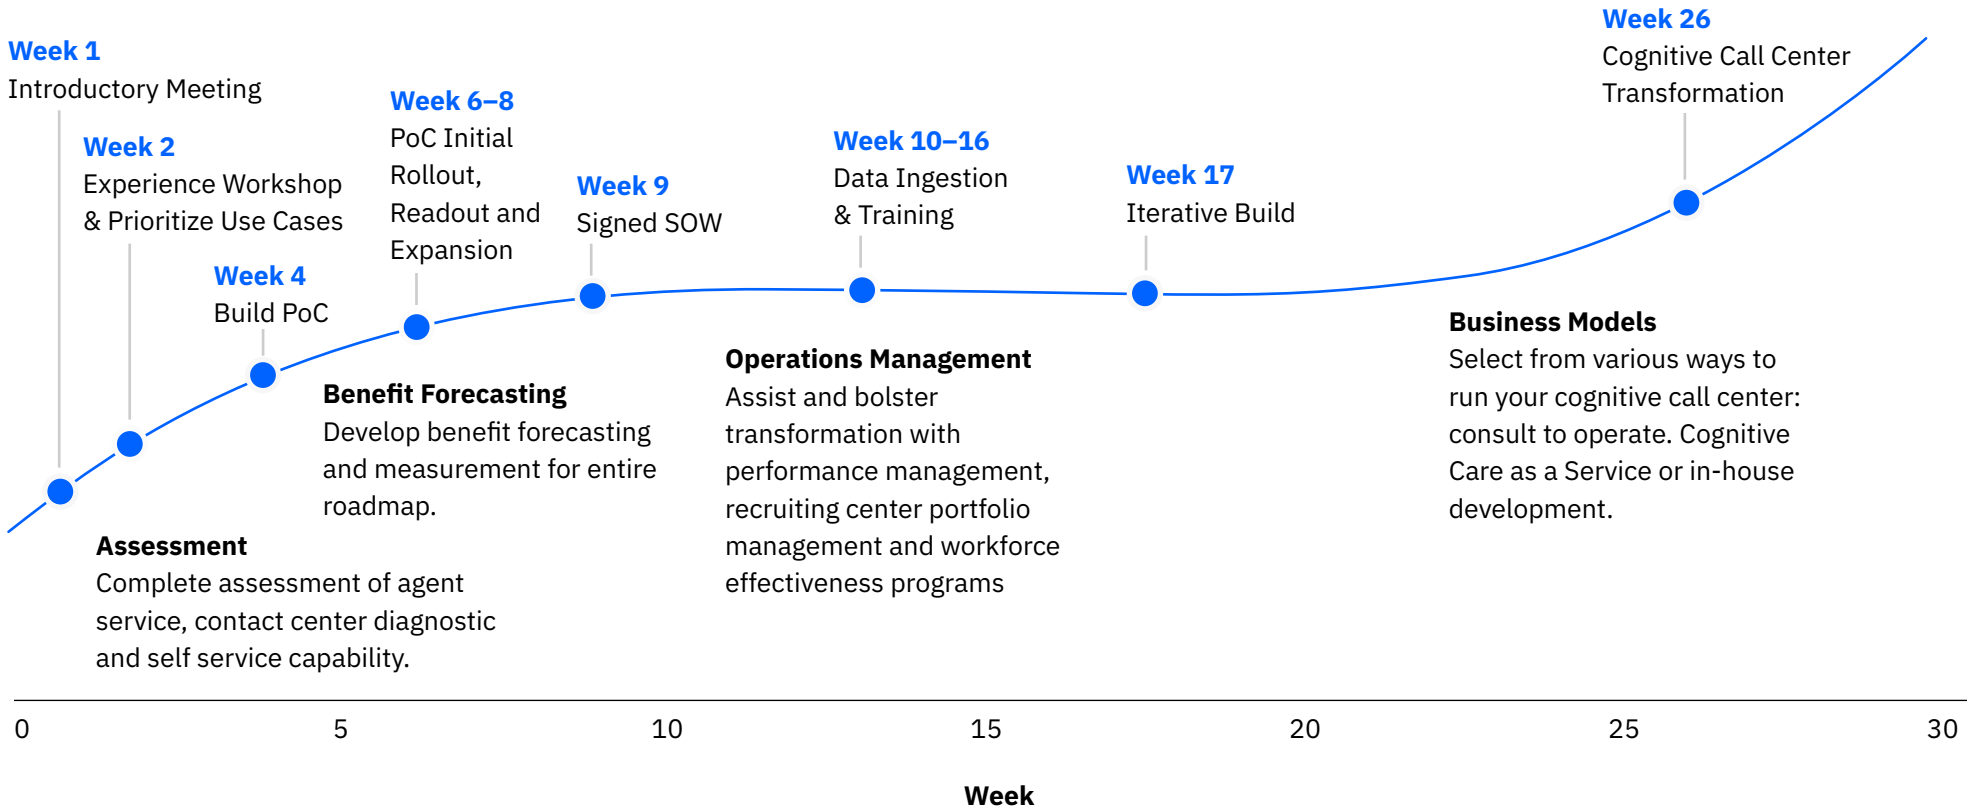 Week 1
Introductory Meeting
Week 2
Experience Workshop
& Prioritize Use Cases
Week 4
Build PoC
Week 6–8
PoC Initial
Rollout,
Readout and
Expansion
Week 9
Signed SOW
Week 10–16
Data Ingestion
& Training
Week 17
Iterative Build
Week 26
Cognitive Call Center
Transformation
Assessment
Complete assessment of agent
service, contact center diagnostic
and self service capability.
Benefit Forecasting
Develop benefit forecasting
and measurement for entire
roadmap.
Operations Management
Assist and bolster
transformation with
performance management,
recruiting center portfolio
management and workforce
effectiveness programs
Business Models
Select from various ways to
run your cognitive call center:
consult to operate. Cognitive
Care as a Service or in-house
development.
0 5 10 15 20 25 30
Week